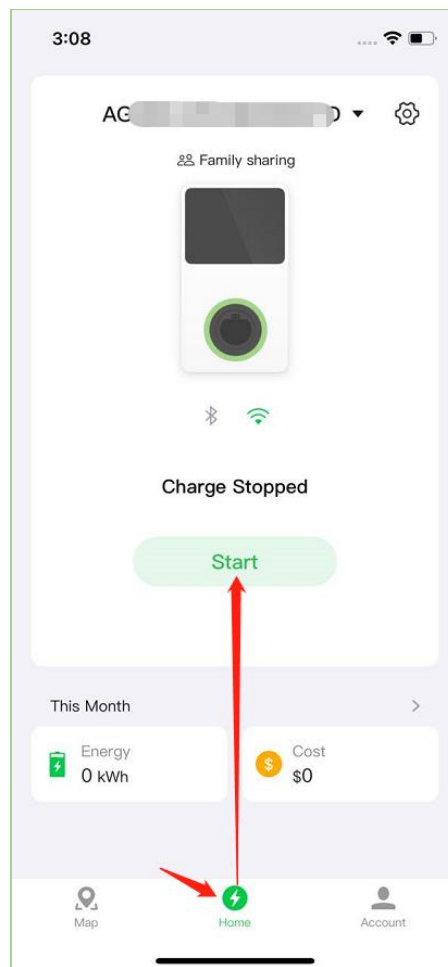 3:08
Family sharing
Charge Stopped
Start
This Month
Energy
0 kWh
Cost
$0
Map
Home
Account